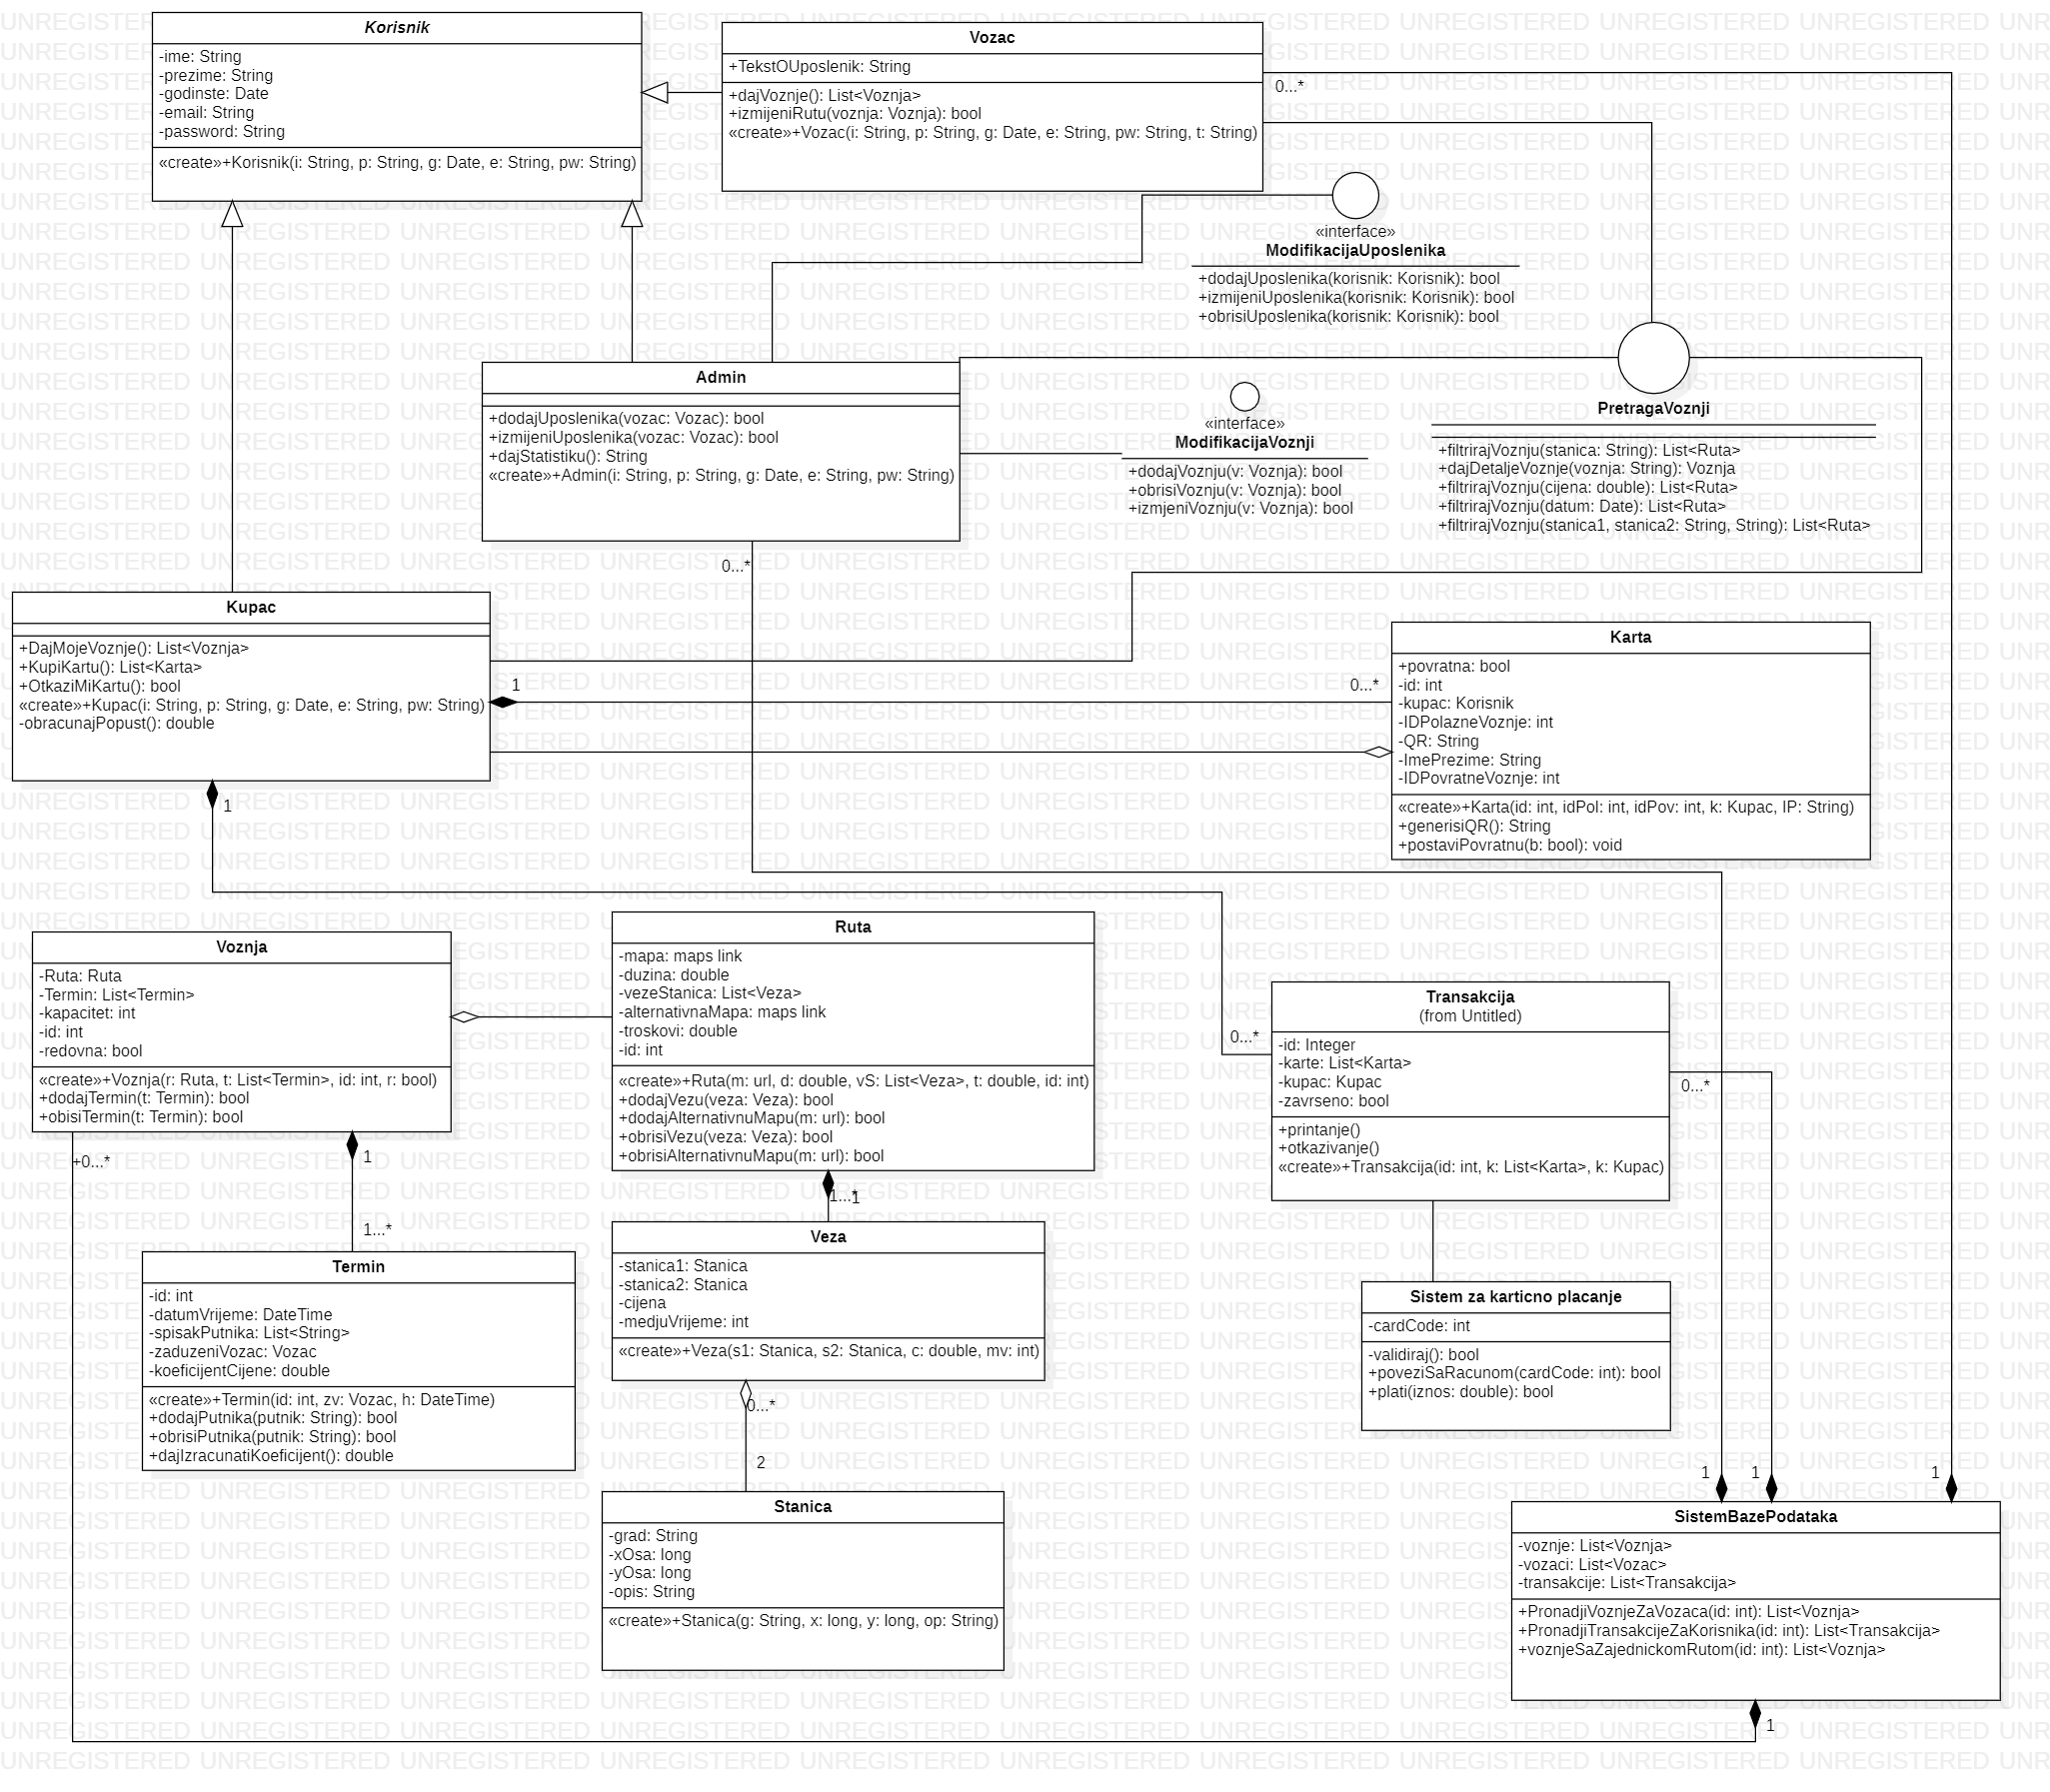 Korisnik
-ime: String
-prezime: String
-godinste: Date
-email: String
-password: String
«create»+Korisnik(i: String, p: String, g: Date, e: String, pw: String)
Vozac
+TekstOUposlenik: String
+dajVoznje(): List<Voznja>
+izmijeniRutu(voznja: Voznja): bool
«create»+Vozac(i: String, p: String, g: Date, e: String, pw: String, t: String)
0...*
«interface»
ModifikacijaUposlenika
+dodajUposlenika(korisnik: Korisnik): bool
+izmijeniUposlenika(korisnik: Korisnik): bool
+obrisiUposlenika(korisnik: Korisnik): bool
Admin
+dodajUposlenika(vozac: Vozac): bool
+izmijeniUposlenika(vozac: Vozac): bool
+dajStatistiku(): String
«create»+Admin(i: String, p: String, g: Date, e: String, pw: String)
0...*
«interface»
ModifikacijaVoznji
+dodajVoznju(v: Voznja): bool
+obrisiVoznju(v: Voznja): bool
+izmjeniVoznju(v: Voznja): bool
PretragaVoznji
+filtrirajVoznju(stanica: String): List<Ruta>
+dajDetaljeVoznje(voznja: String): Voznja
+filtrirajVoznju(cijena: double): List<Ruta>
+filtrirajVoznju(datum: Date): List<Ruta>
+filtrirajVoznju(stanica1, stanica2: String, String): List<Ruta>
Kupac
+DajMojeVoznje(): List<Voznja>
+KupiKartu(): List<Karta>
+OtkaziMiKartu(): bool
«create»+Kupac(i: String, p: String, g: Date, e: String, pw: String)
-obracunajPopust(): double
1
0...*
1
Karta
+povratna: bool
-id: int
-kupac: Korisnik
-IDPolazneVoznje: int
-QR: String
-ImePrezime: String
-IDPovratneVoznje: int
«create»+Karta(id: int, idPol: int, idPov: int, k: Kupac, IP: String)
+generisiQR(): String
+postaviPovratnu(b: bool): void
Voznja
-Ruta: Ruta
-Termin: List<Termin>
-kapacitet: int
-id: int
-redovna: bool
«create»+Voznja(r: Ruta, t: List<Termin>, id: int, r: bool)
+dodajTermin(t: Termin): bool
+obisiTermin(t: Termin): bool
+0...*
1
1...*
Ruta
-mapa: maps link
-duzina: double
-vezeStanica: List<Veza>
-alternativnaMapa: maps link
-troskovi: double
-id: int
«create»+Ruta(m: url, d: double, vS: List<Veza>, t: double, id: int)
+dodajVezu(veza: Veza): bool
+dodajAlternativnuMapu(m: url): bool
+obrisiVezu(veza: Veza): bool
+obrisiAlternativnuMapu(m: url): bool
1...*
1
0...*
Transakcija
(from Untitled)
-id: Integer
-karte: List<Karta>
-kupac: Kupac
-zavrseno: bool
+printanje()
+otkazivanje()
«create»+Transakcija(id: int, k: List<Karta>, k: Kupac)
0...*
Termin
-id: int
-datumVrijeme: DateTime
-spisakPutnika: List<String>
-zaduzeniVozac: Vozac
-koeficijentCijene: double
«create»+Termin(id: int, zv: Vozac, h: DateTime)
+dodajPutnika(putnik: String): bool
+obrisiPutnika(putnik: String): bool
+dajIzracunatiKoeficijent(): double
Veza
-stanica1: Stanica
-stanica2: Stanica
-cijena
-medjuVrijeme: int
«create»+Veza(s1: Stanica, s2: Stanica, c: double, mv: int)
0...*
2
Sistem za karticno placanje
-cardCode: int
-validiraj(): bool
+poveziSaRacunom(cardCode: int): bool
+plati(iznos: double): bool
Stanica
-grad: String
-xOsa: long
-yOsa: long
-opis: String
«create»+Stanica(g: String, x: long, y: long, op: String)
1
1
1
SistemBazePodataka
-voznje: List<Voznja>
-vozaci: List<Vozac>
-transakcije: List<Transakcija>
+PronadjiVoznjeZaVozaca(id: int): List<Voznja>
+PronadjiTransakcijeZaKorisnika(id: int): List<Transakcija>
+voznjeSaZajednickomRutom(id: int): List<Voznja>
1
UNREGISTERED